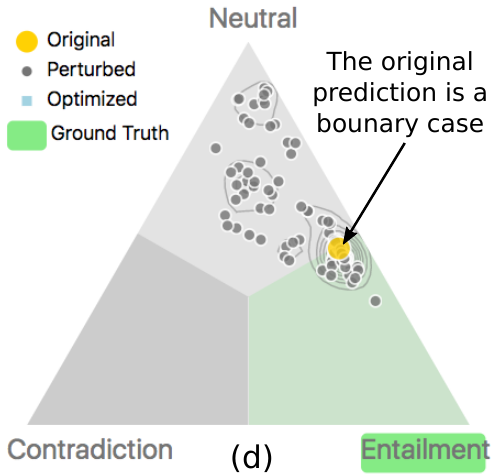 Neutral
Original
Perturbed
Optimized
Ground Truth
The original
prediction is a
bounary case
Contradiction
(d)
Entailment